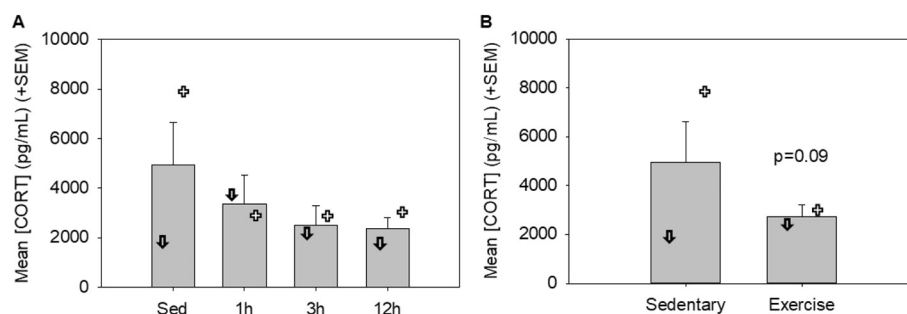 A
Mean [CORT] (pg/mL) (+SEM)
10000
8000
6000
4000
2000
0
Sed 1h 3h 12h
B
Mean [CORT] (pg/mL) (+SEM)
10000
8000
6000
4000
2000
0
p=0.09
Sedentary Exercise